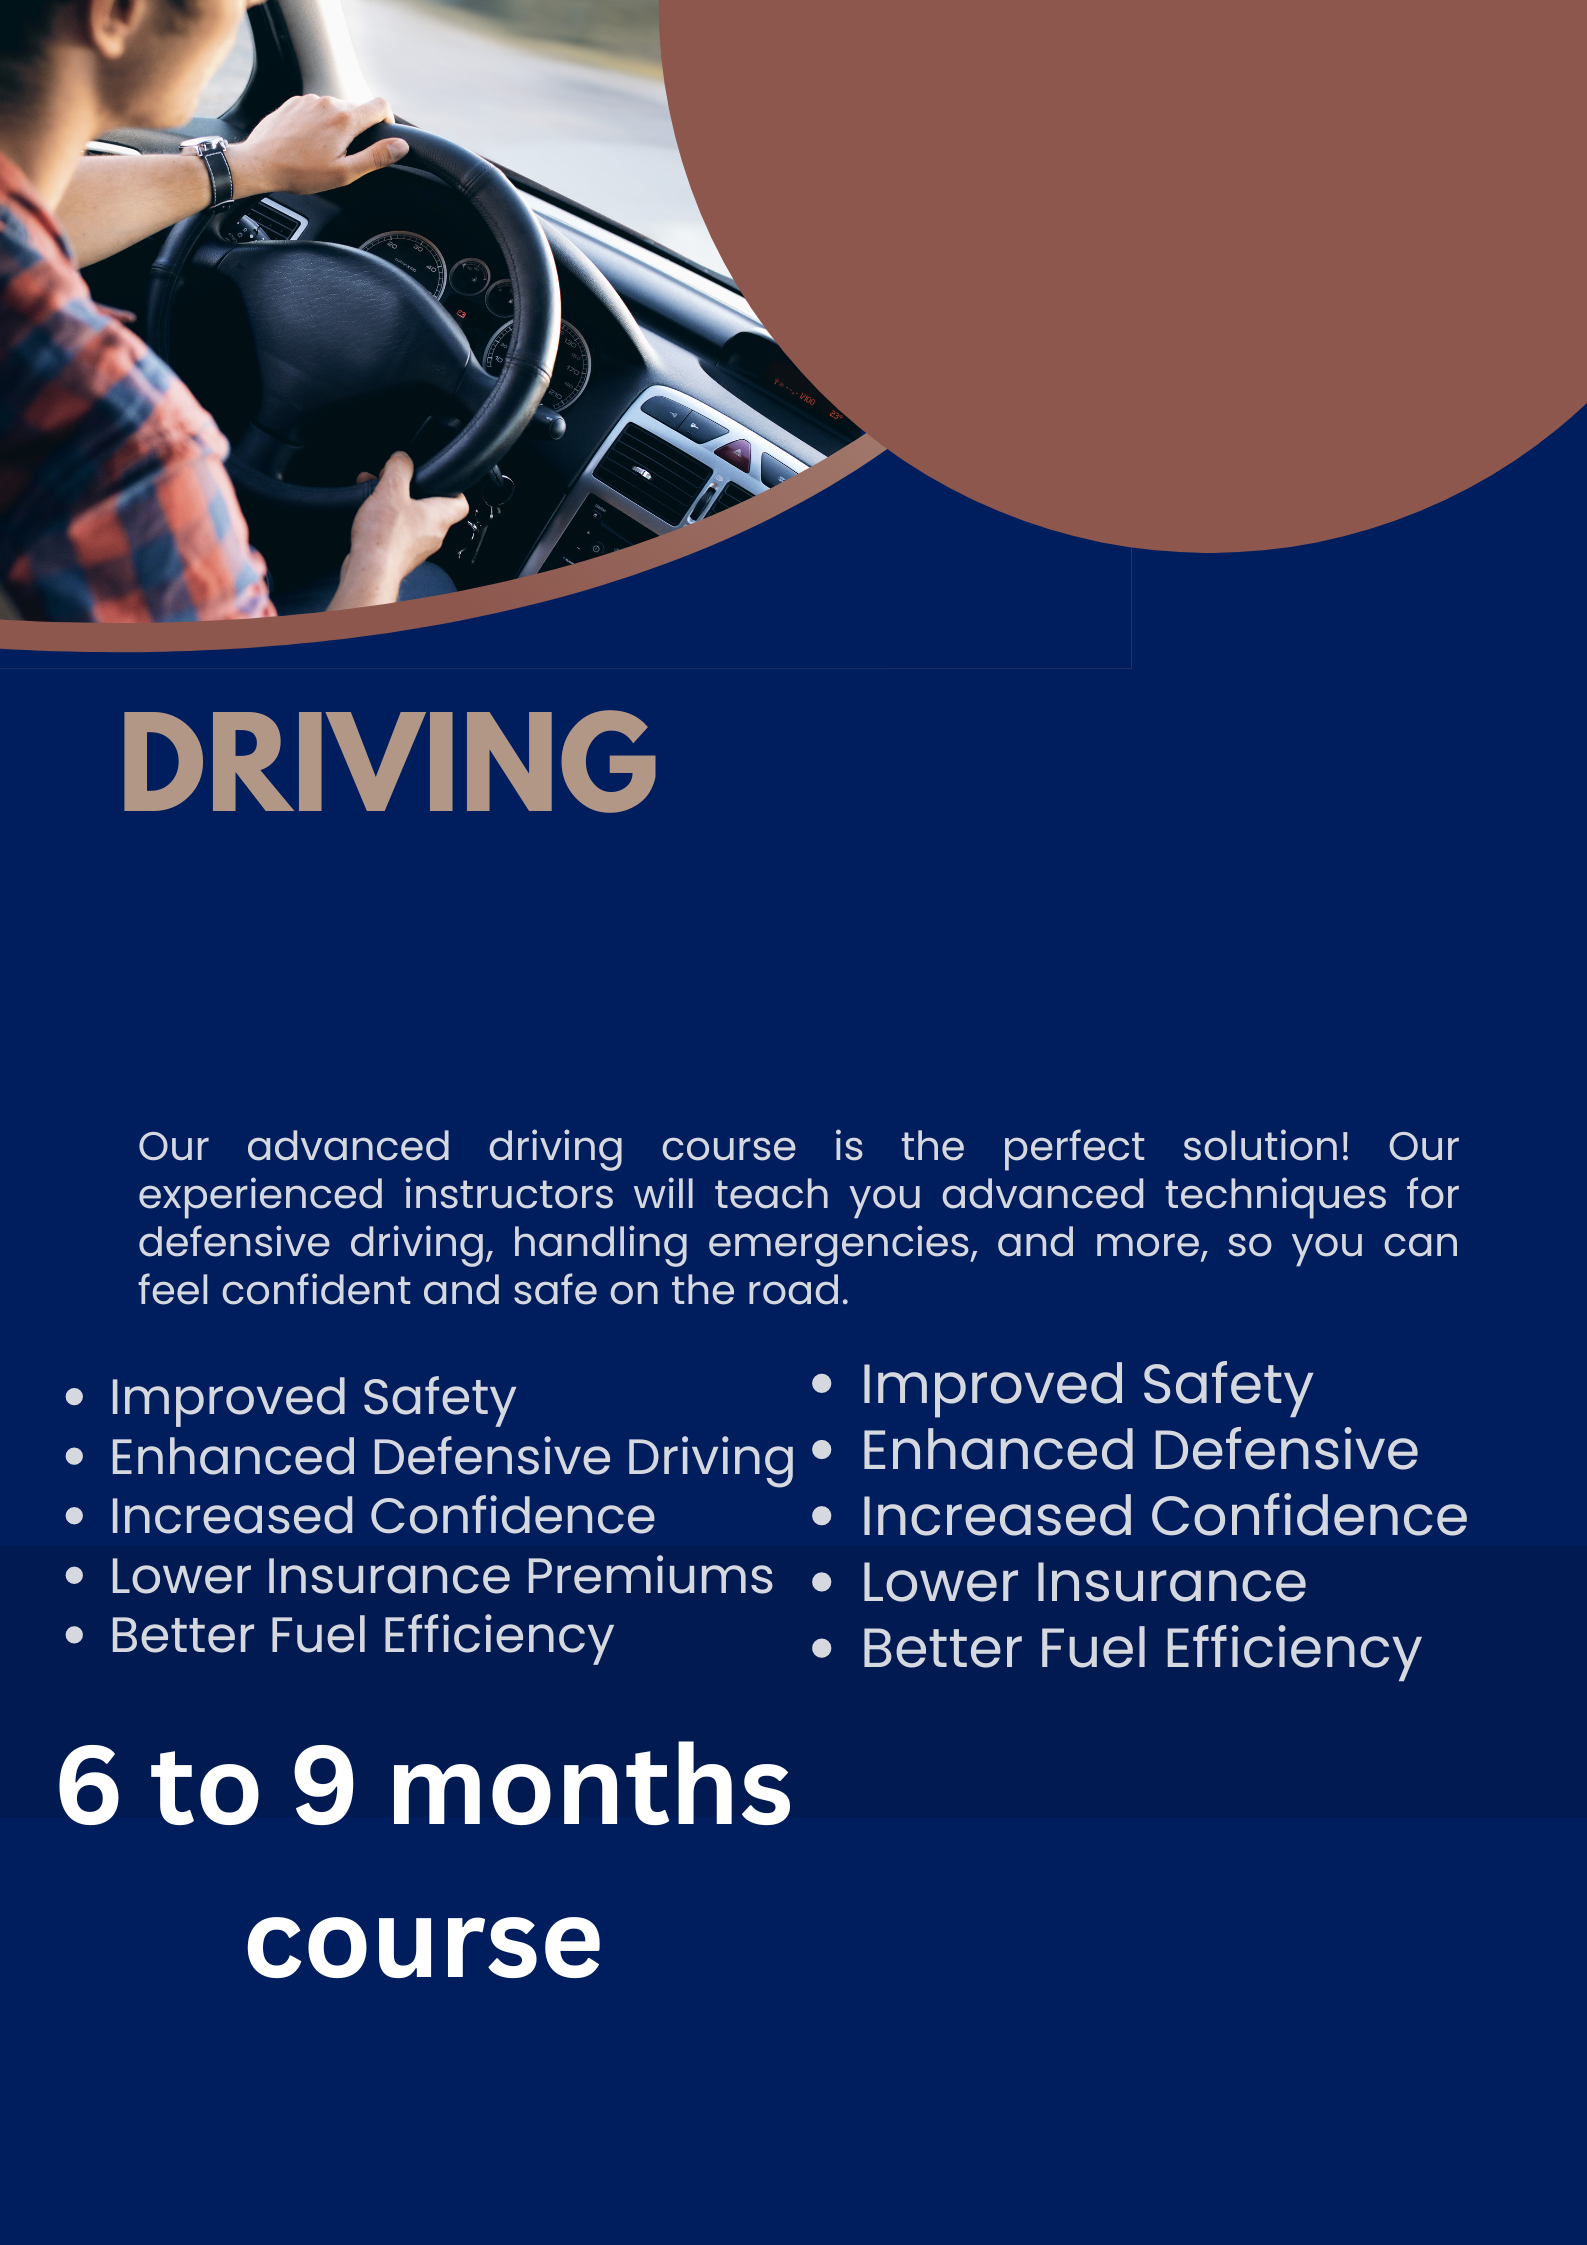 DRIVING
Our advanced driving course is the perfect solution! Our
experienced instructors will teach you advanced techniques for
defensive driving, handling emergencies, and more, so you can
feel confident and safe on the road.
Improved Safety
Enhanced Defensive Driving
Increased Confidence
Lower Insurance Premiums
Better Fuel Efficiency
Improved Safety
Enhanced Defensive
Increased Confidence
Lower Insurance
Better Fuel Efficiency
6 to 9 months
course